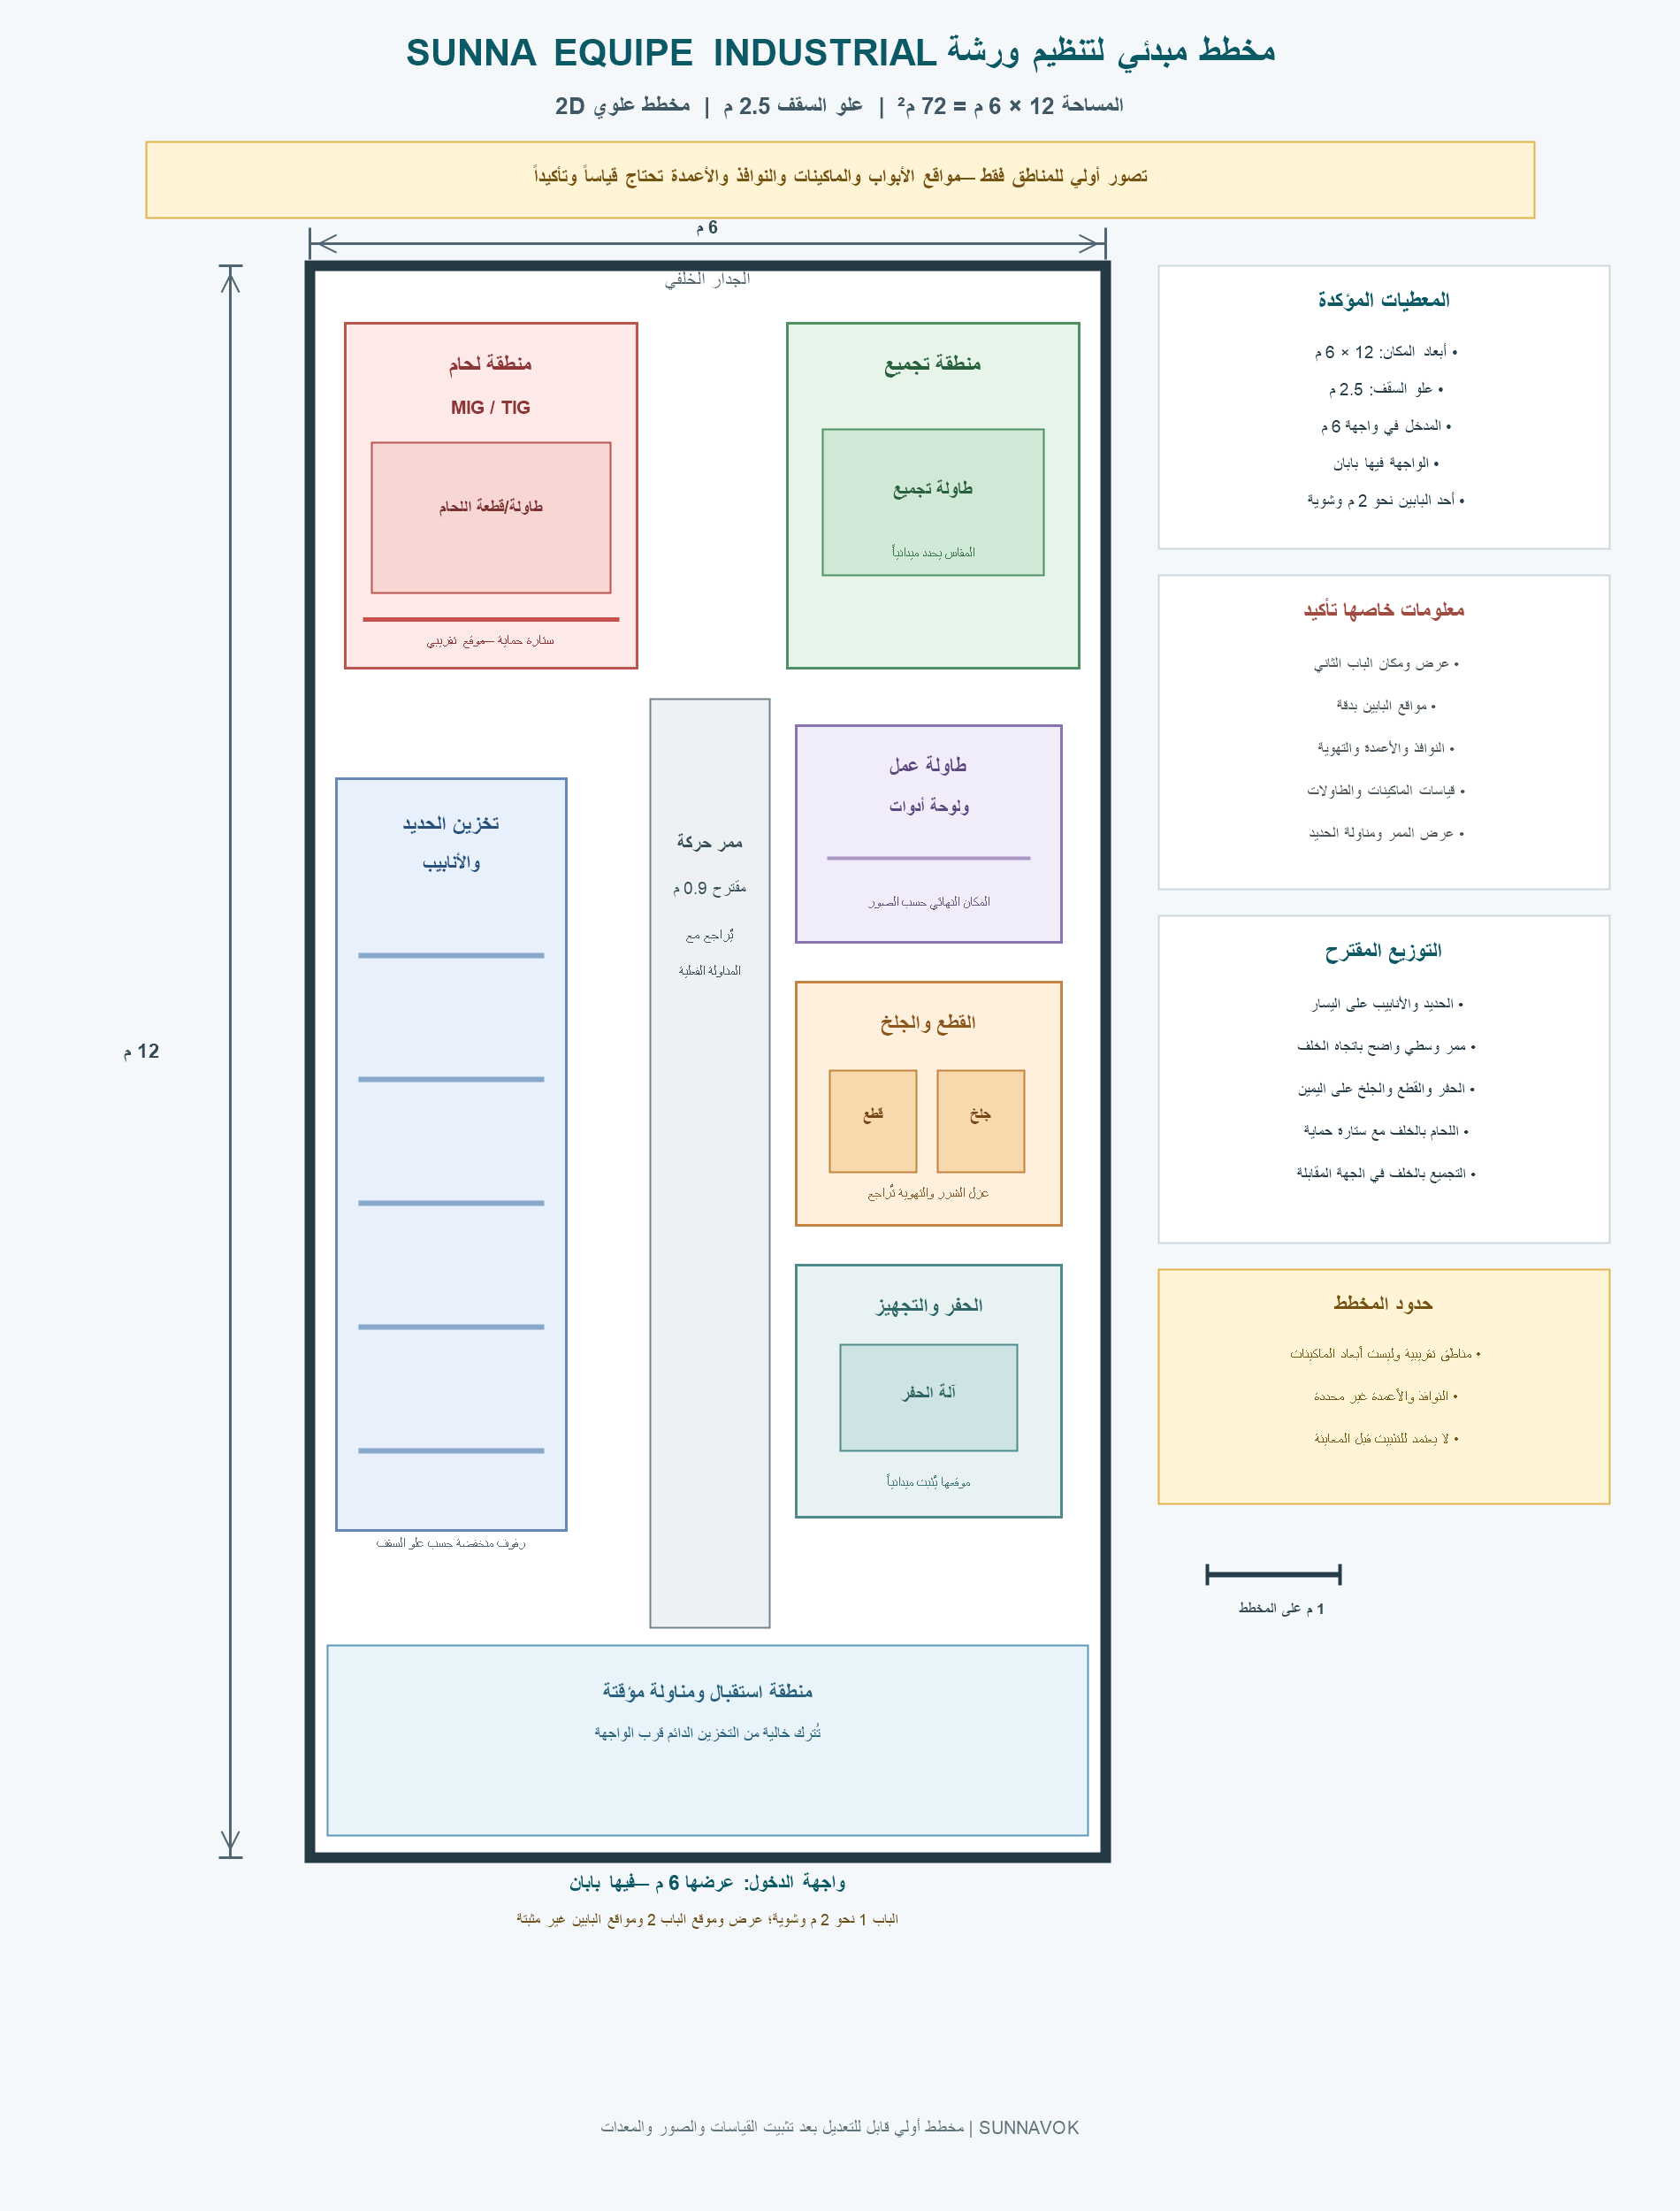 مخطط مبدئي لتنظيم ورشة SUNNA EQUIPE INDUSTRIAL
المساحة 12 × 6 م = 72 م² | علو السقف 2.5 م | مخطط علوي 2D
تصور أولي للمناطق فقط — مواقع الأبواب والماكينات والنوافذ والأعمدة تحتاج قياساً وتأكيداً
6 م
12 م
الجدار الخلفي
منطقة لحام
MIG / TIG
طاولة/قطعة اللحام
ستارة حماية — موقع تقريبي
منطقة تجميع
طاولة تجميع
المقاس يحدد ميدانياً
طاولة عمل
ولوحة أدوات
المكان النهائي حسب الصور
تخزين الحديد
والأنابيب
رفوف منخفضة حسب علو السقف
ممر حركة
مقترح 0.9 م
يُراجع مع
المناولة الفعلية
القطع والجلخ
قطع
جلخ
عزل الشرر والتهوية تُراجع
الحفر والتجهيز
آلة الحفر
موقعها يُثبت ميدانياً
منطقة استقبال ومناولة مؤقتة
تُترك خالية من التخزين الدائم قرب الواجهة
واجهة الدخول: عرضها 6 م — فيها بابان
الباب 1 نحو 2 م وشوية؛ عرض وموقع الباب 2 ومواقع البابين غير مثبتة
المعطيات المؤكدة
• أبعاد المكان: 12 × 6 م
• علو السقف: 2.5 م
• المدخل في واجهة 6 م
• الواجهة فيها بابان
• أحد البابين نحو 2 م وشوية
معلومات خاصها تأكيد
• عرض ومكان الباب الثاني
• مواقع البابين بدقة
• النوافذ والأعمدة والتهوية
• قياسات الماكينات والطاولات
• عرض الممر ومناولة الحديد
التوزيع المقترح
• الحديد والأنابيب على اليسار
• ممر وسطي واضح باتجاه الخلف
• الحفر والقطع والجلخ على اليمين
• اللحام بالخلف مع ستارة حماية
• التجميع بالخلف في الجهة المقابلة
حدود المخطط
• مناطق تقريبية وليست أبعاد الماكينات
• النوافذ والأعمدة غير محددة
• لا يعتمد للتثبيت قبل المعاينة
1 م على المخطط
SUNNAVOK | مخطط أولي قابل للتعديل بعد تثبيت القياسات والصور والمعدات